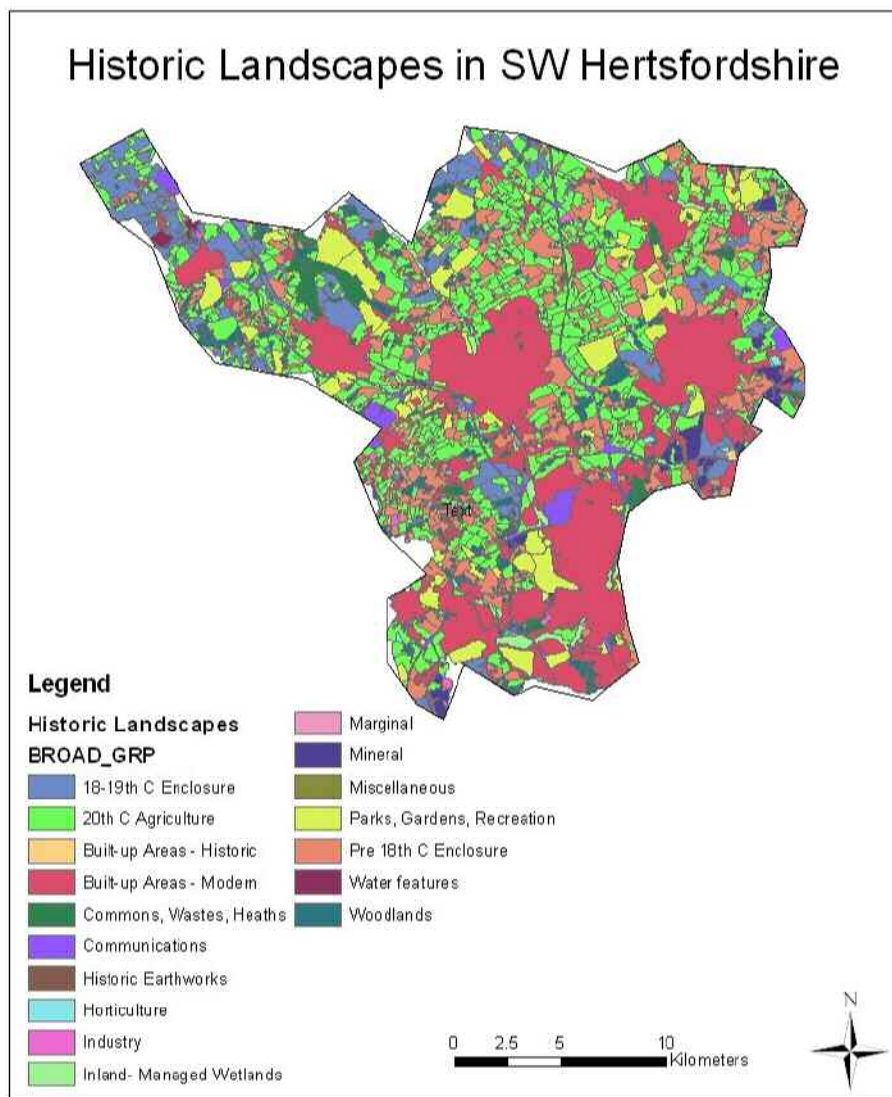 Historic Landscapes in SW Hertsfordshire
Text
Legend
Historic Landscapes
BROAD_GRP
18-19th C Enclosure
20th C Agriculture
Built-up Areas - Historic
Built-up Areas - Modern
Commons, Wastes, Heaths
Communications
Historic Earthworks
Horticulture
Industry
Inland- Managed Wetlands
Marginal
Mineral
Miscellaneous
Parks, Gardens, Recreation
Pre 18th C Enclosure
Water features
Woodlands
0 2.5 5 10
Kilometers
N